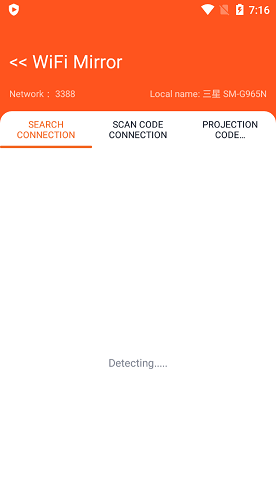 7:16
<< WiFi Mirror
Network： 3388
Local name: 三星 SM-G965N
SEARCH
CONNECTION
SCAN CODE
CONNECTION
PROJECTION
CODE...
Detecting.....